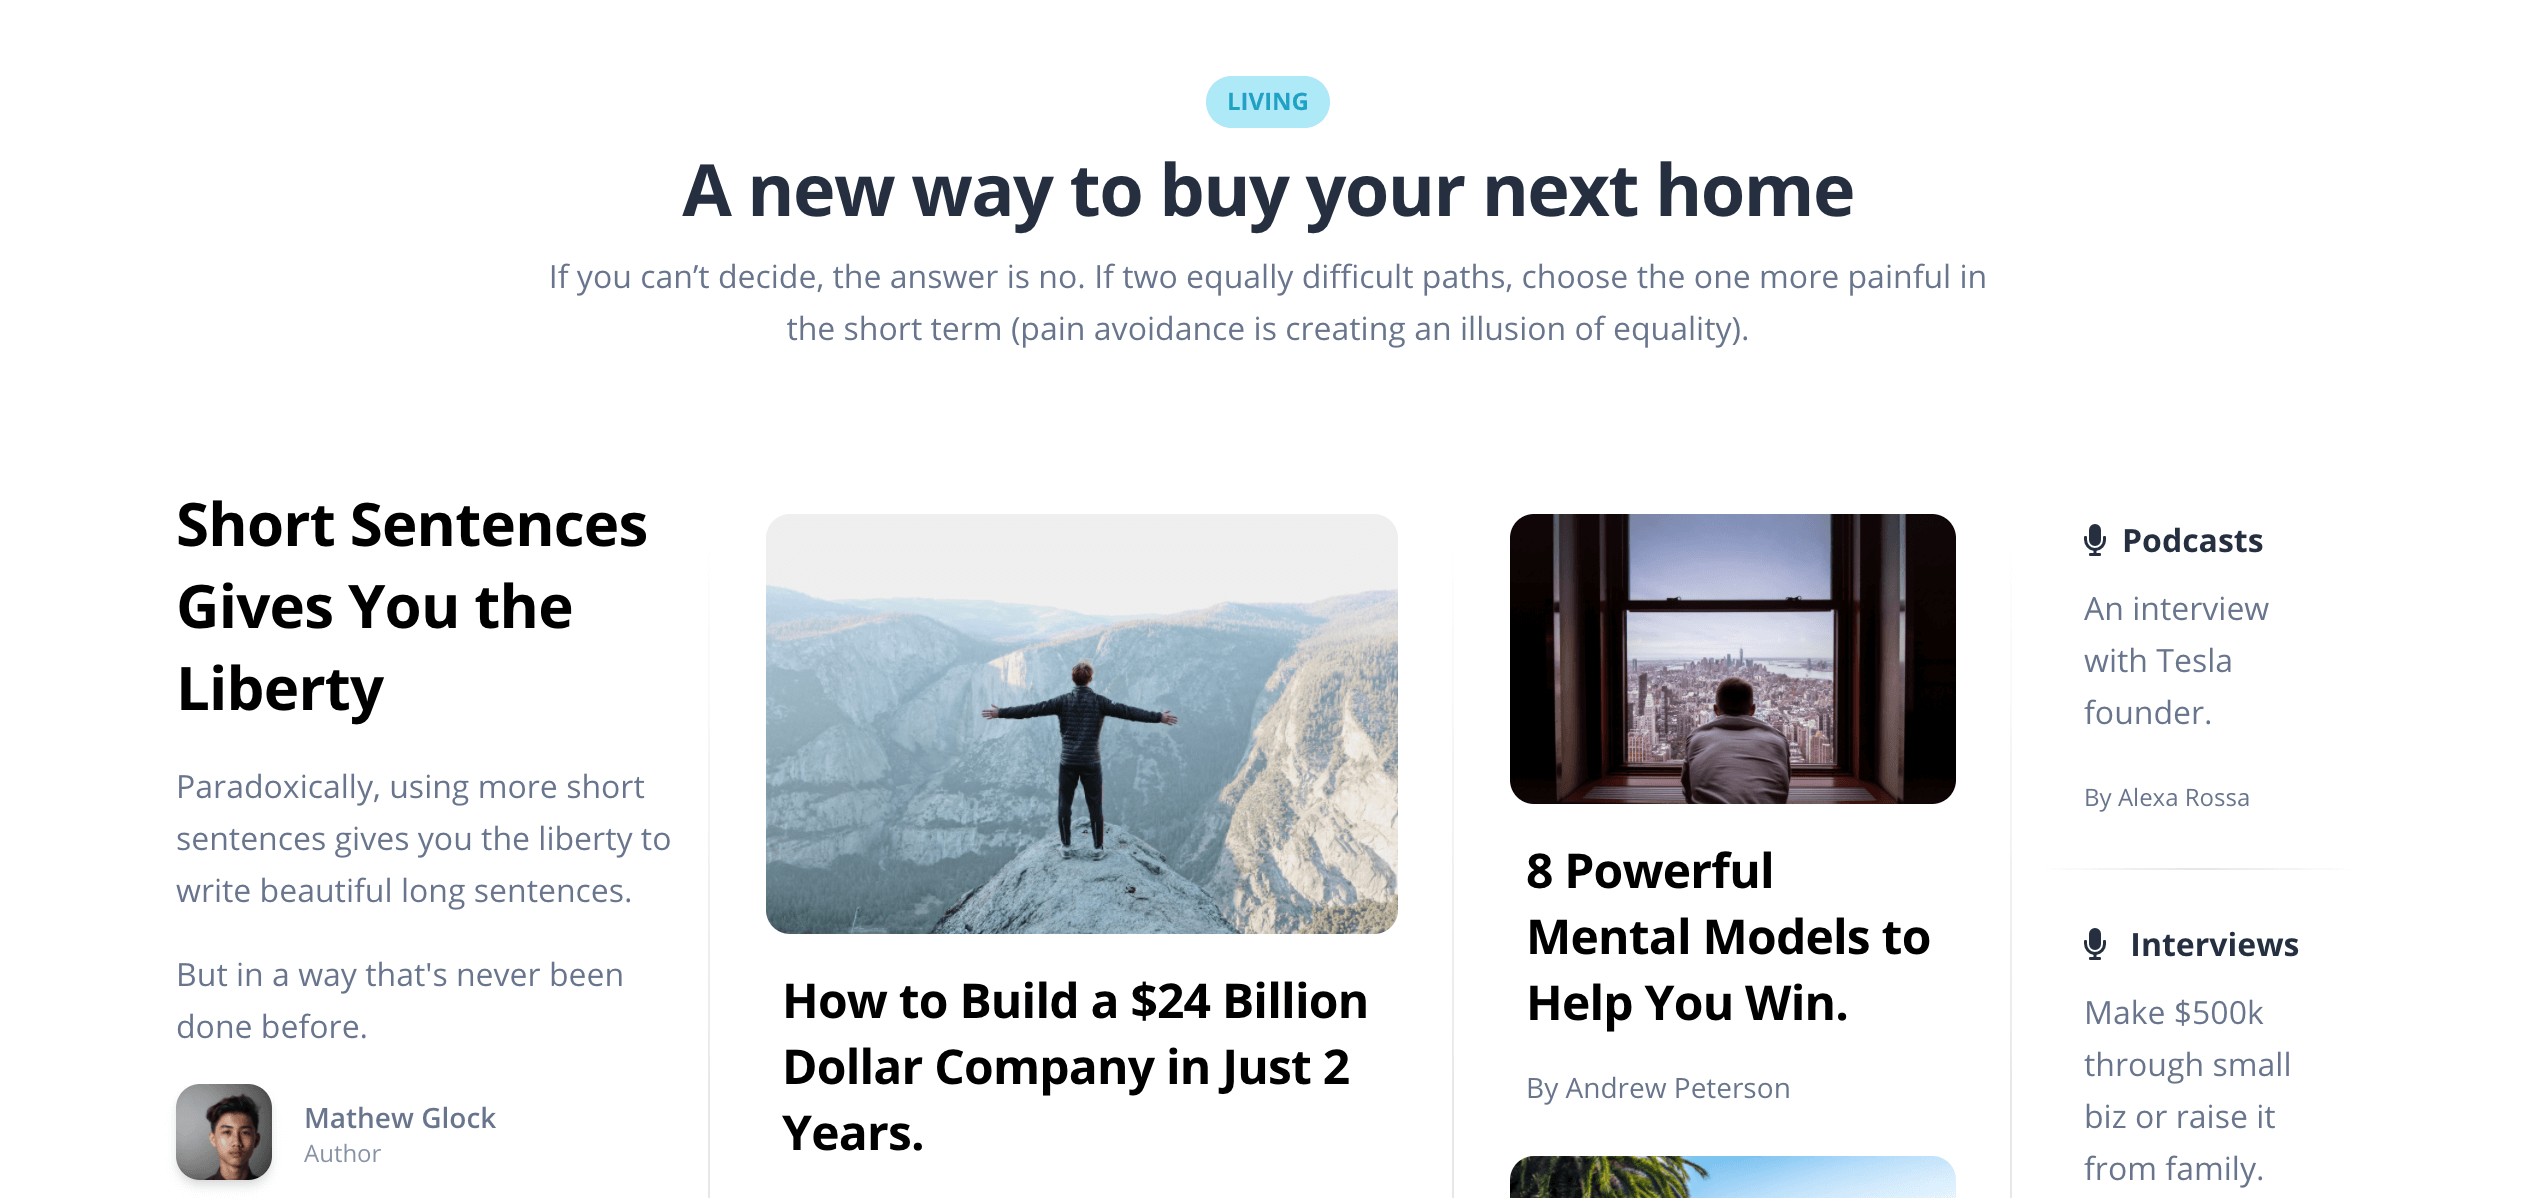 LIVING
A new way to buy your next home
If you can’t decide, the answer is no. If two equally difficult paths, choose the one more painful in
the short term (pain avoidance is creating an illusion of equality).
Short Sentences
Gives You the
Liberty
Paradoxically, using more short
sentences gives you the liberty to
write beautiful long sentences.
But in a way that's never been
done before.
Mathew Glock
Author
How to Build a $24 Billion
Dollar Company in Just 2
Years.
8 Powerful
Mental Models to
Help You Win.
By Andrew Peterson
Podcasts
An interview
with Tesla
founder.
By Alexa Rossa
Interviews
Make $500k
through small
biz or raise it
from family.